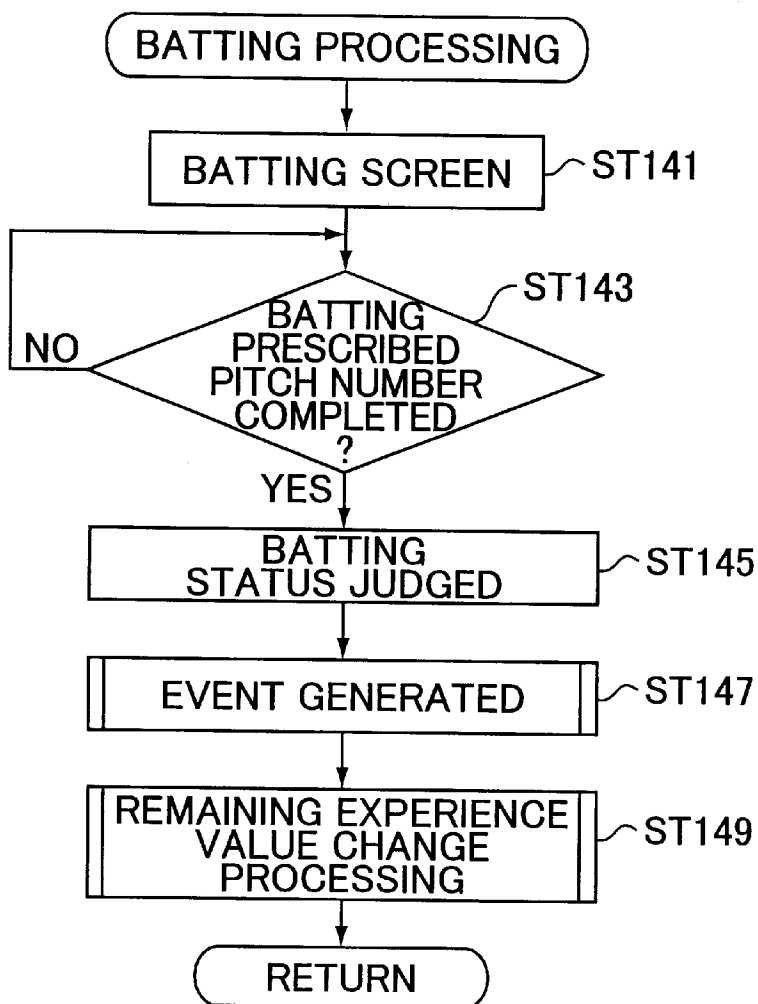 BATTING PROCESSING
BATTING SCREEN
ST141
ST143
BATTING
PRESCRIBED
PITCH NUMBER
COMPLETED
?
NO
YES
BATTING
STATUS JUDGED
ST145
EVENT GENERATED
ST147
REMAINING EXPERIENCE
VALUE CHANGE
PROCESSING
ST149
RETURN